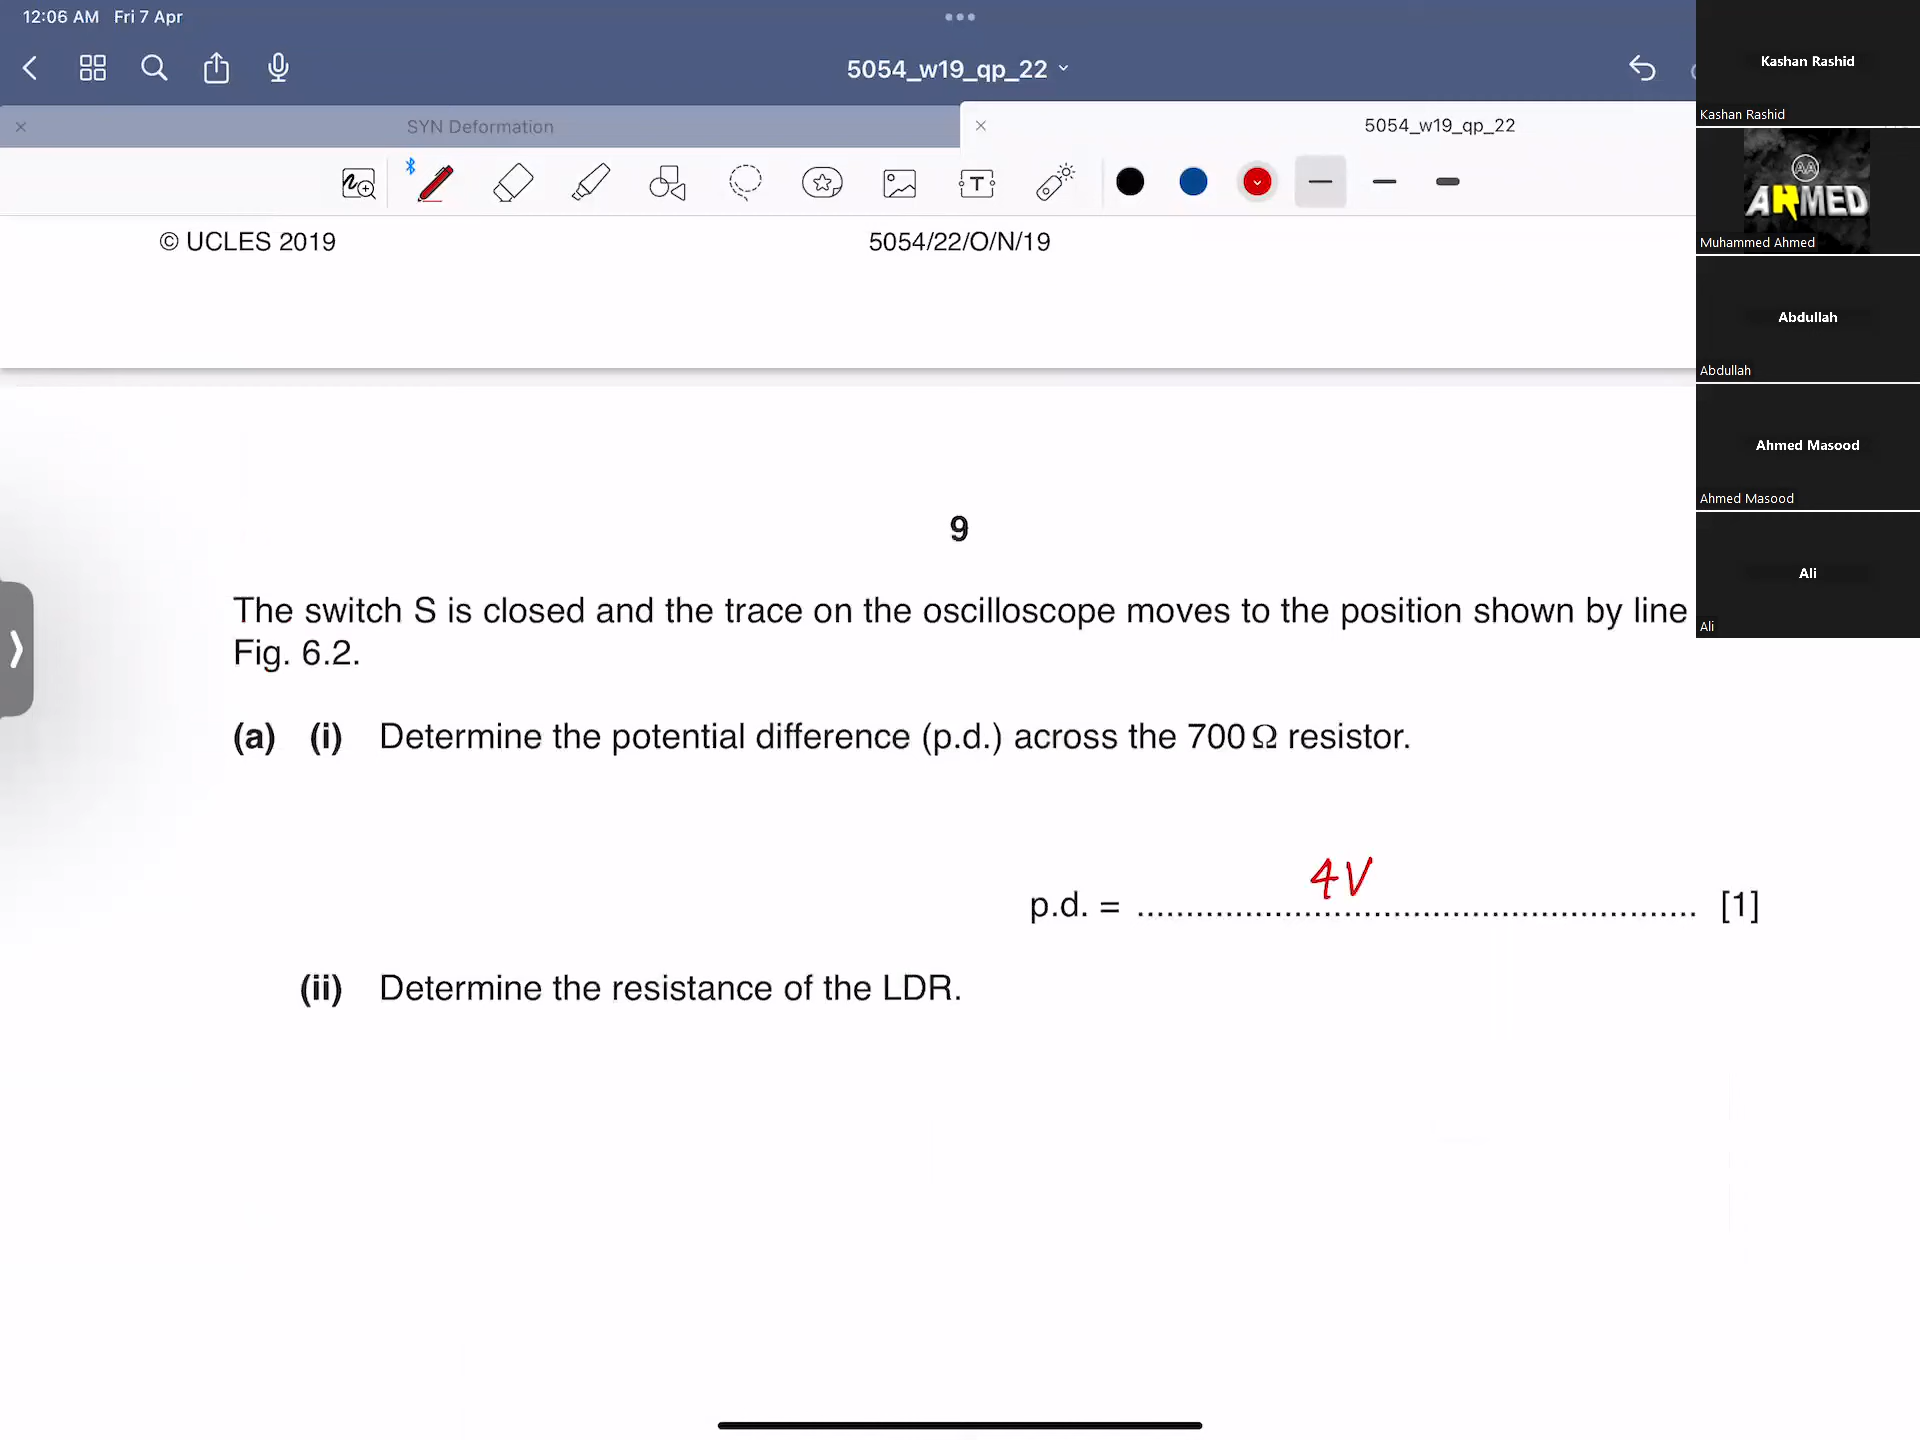 12:06 AM Fri 7 Apr
5054_w19_qp_22
SYN Deformation
5054_w19_qp_22
T
© UCLES 2019
5054/22/O/N/19
9
The switch S is closed and the trace on the oscilloscope moves to the position shown by line
Fig. 6.2.
(a) (i) Determine the potential difference (p.d.) across the 700 Ω resistor.
4V
p.d. = ........................................................ [1]
(ii) Determine the resistance of the LDR.
Kashan Rashid
Kashan Rashid
AA
ARMED
Muhammed Ahmed
Abdullah
Abdullah
Ahmed Masood
Ahmed Masood
Ali
Ali